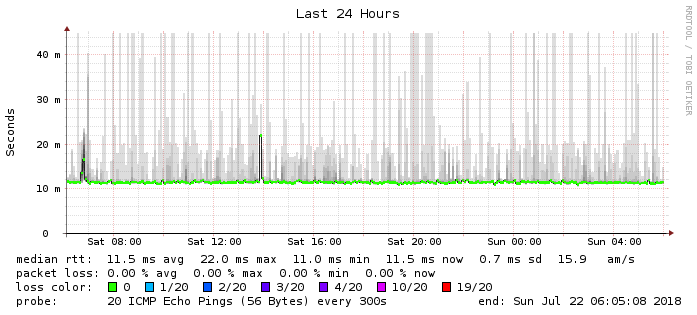 Last 24 Hours
RRDTOOL / TOBI OETIKER
Seconds
40 m
30 m
20 m
10 m
0
Sat 08:00 Sat 12:00 Sat 16:00 Sat 20:00 Sun 00:00 Sun 04:00
median rtt: 11.5 ms avg 22.0 ms max 11.0 ms min 11.5 ms now 0.7 ms sd 15.9 am/s
packet loss: 0.00 % avg 0.00 % max 0.00 % min 0.00 % now
loss color: 0 1/20 2/20 3/20 4/20 10/20 19/20
probe: 20 ICMP Echo Pings (56 Bytes) every 300s end: Sun Jul 22 06:05:08 2018